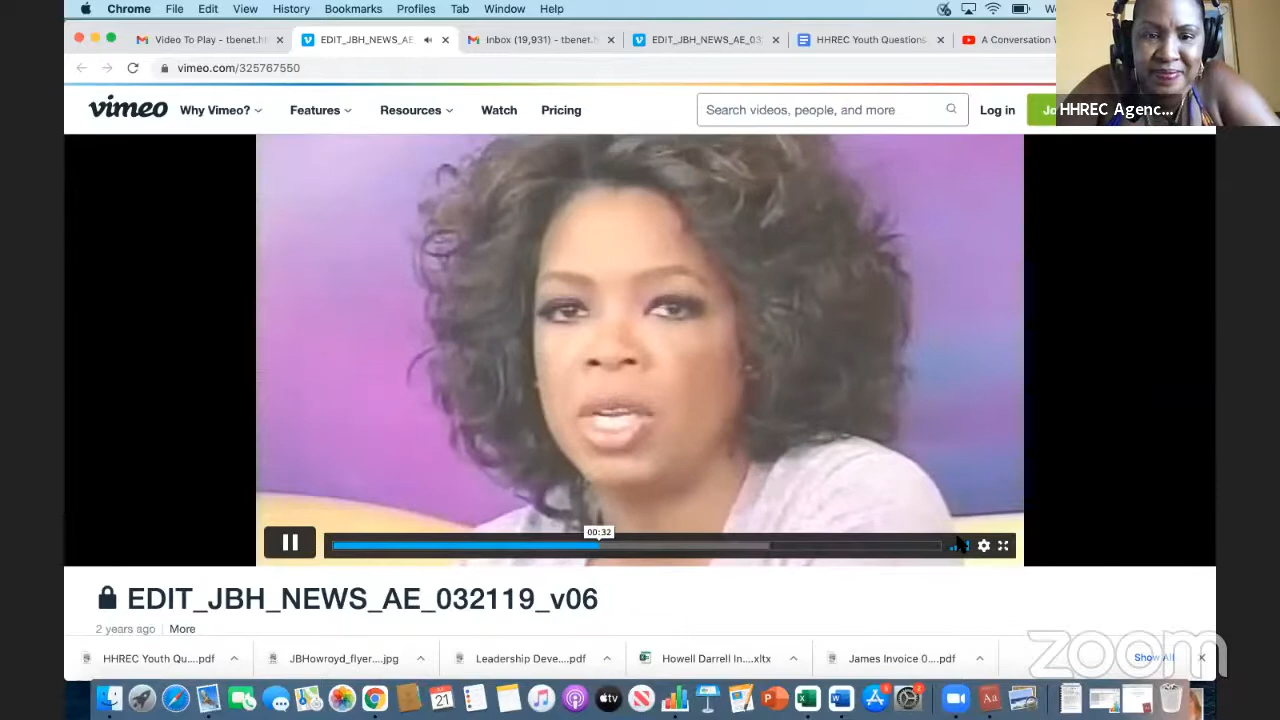 Chrome File Edit View History Bookmarks Profiles Tab Window Help
Video To Play - tbenet.h
EDIT_JBH_NEWS_AE
Inbox (19,931) - tbenet.h
EDIT_JBH_NEWS_AE_03
HHREC Youth Questions
A Conversation
vimeo.com/325767550
HHREC Agenc...
vimeo
Why Vimeo?
Features
Resources
Watch
Pricing
Search videos, people, and more
Log in
Jo
00:32
EDIT_JBH_NEWS_AE_032119_v06
2 years ago
More
HHREC Youth Qu....pdf
JBHowroyd_flyer....jpg
Leadership Deve....pdf
Howell Darrell In....xltx
James Invoice 0....pdf
Show All
zoom
21
tv